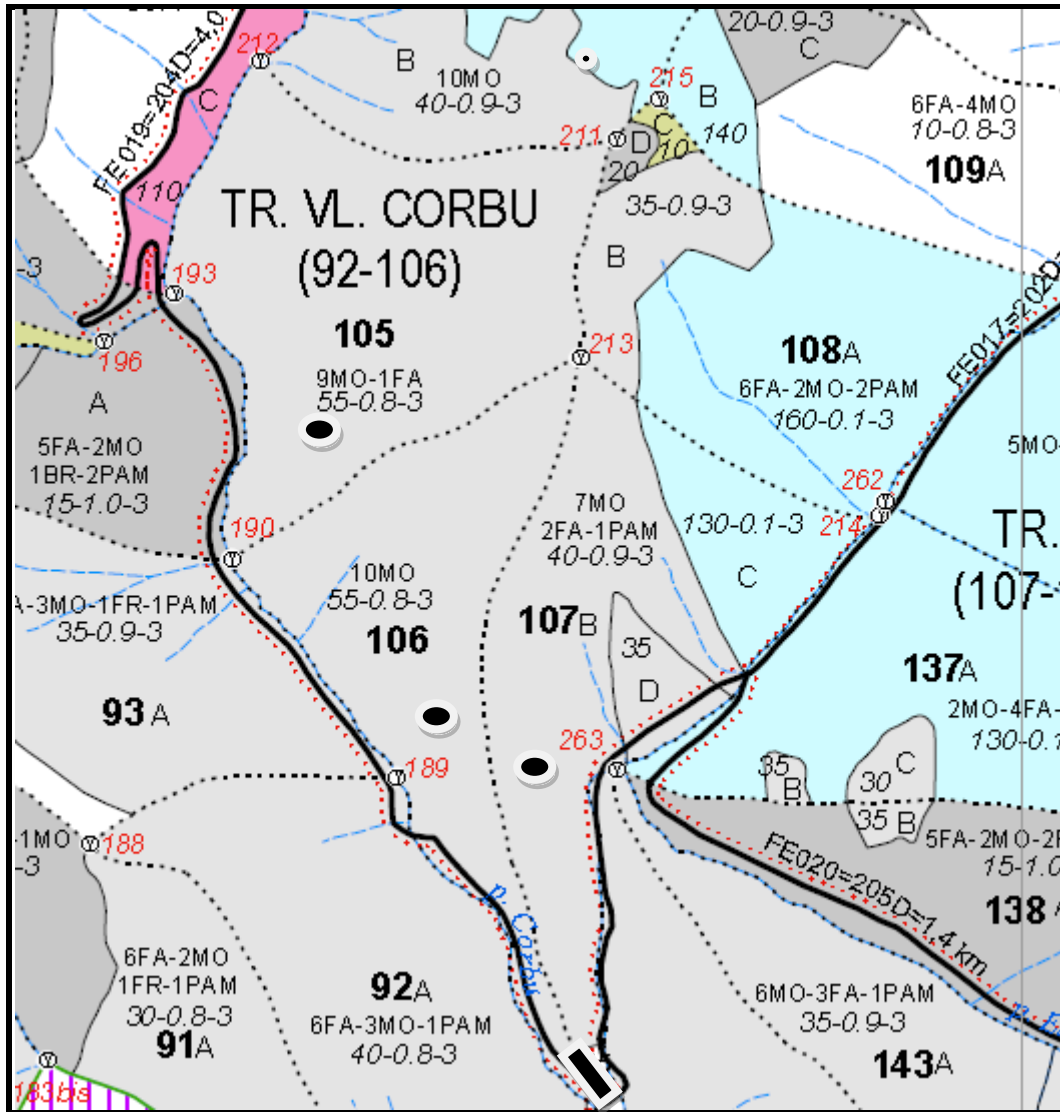 20-0.9-3
C
212
B
10MO
40-0.9-3
215
B
C
6FA-4MO
10-0.8-3
109A
FE019=204D=4,0
C
211
D
10
140
20
110
TR. VL. CORBU
(92-106)
35-0.9-3
B
-3
193
FE017=202D=
105
213
108A
196
9MO-1FA
55-0.8-3
6FA-2MO-2PAM
160-0.1-3
A
5FA-2MO
1BR-2PAM
15-1.0-3
5MO
262
7MO
2FA-1PAM
40-0.9-3
130-0.1-3
214
190
TR.
(107-
10MO
55-0.8-3
C
A-3MO-1FR-1PAM
35-0.9-3
106
107B
35
D
137A
93A
2MO-4FA-
130-0.1
263
189
35
B
30
C
35
B
188
-1MO
-3
5FA-2MO-2F
15-1.0
138
FE020=205D=1,4 km
p. Corbu
6FA-2MO
1FR-1PAM
30-0.8-3
91A
92A
6FA-3MO-1PAM
40-0.8-3
6MO-3FA-1PAM
35-0.9-3
143A
183bis